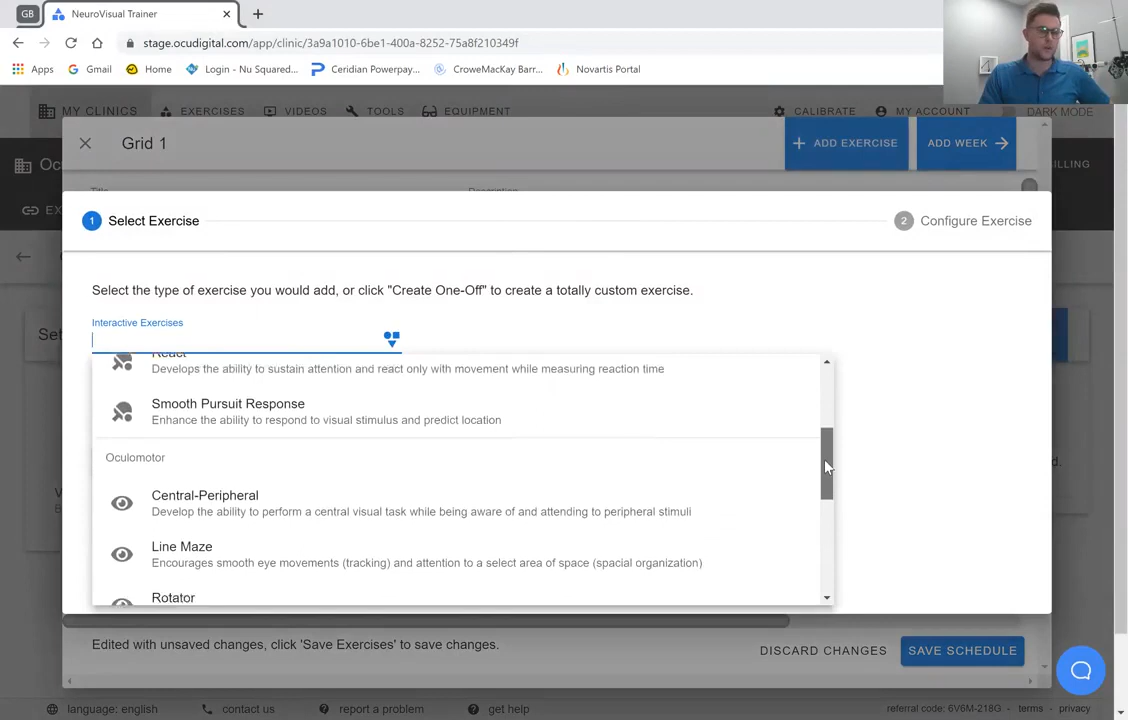 GB
NeuroVisual Trainer
stage.ocudigital.com/app/clinic/3a9a1010-6be1-400a-8252-75a8f210349f
Apps
Gmail
Home
Login - Nu Squared...
Ceridian Powerpay...
CroweMacKay Barr...
Novartis Portal
MY CLINICS
EXERCISES
VIDEOS
TOOLS
EQUIPMENT
CALIBRATE
MY ACCOUNT
DARK MODE
Grid 1
+ ADD EXERCISE
ADD WEEK
Title
Description
1 Select Exercise
2 Configure Exercise
Select the type of exercise you would add, or click "Create One-Off" to create a totally custom exercise.
Interactive Exercises
React
Develops the ability to sustain attention and react only with movement while measuring reaction time
Smooth Pursuit Response
Enhance the ability to respond to visual stimulus and predict location
Oculomotor
Central-Peripheral
Develop the ability to perform a central visual task while being aware of and attending to peripheral stimuli
Line Maze
Encourages smooth eye movements (tracking) and attention to a select area of space (spacial organization)
Rotator
Edited with unsaved changes, click 'Save Exercises' to save changes.
DISCARD CHANGES
SAVE SCHEDULE
language: english
contact us
report a problem
get help
referral code: 6V6M-218G
terms
privacy